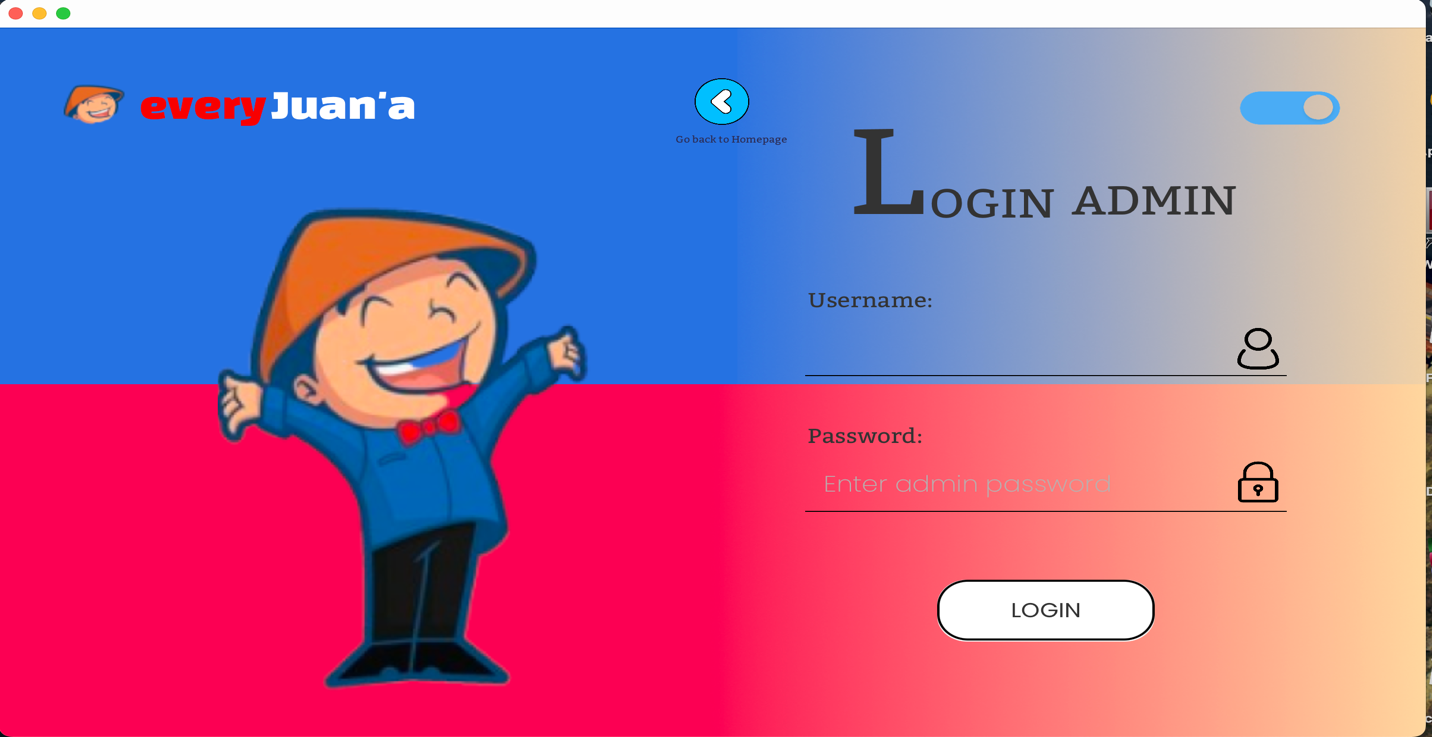 everyJuan'a
Go back to Homepage
Login admin
Username:
Password:
Enter admin password
LOGIN